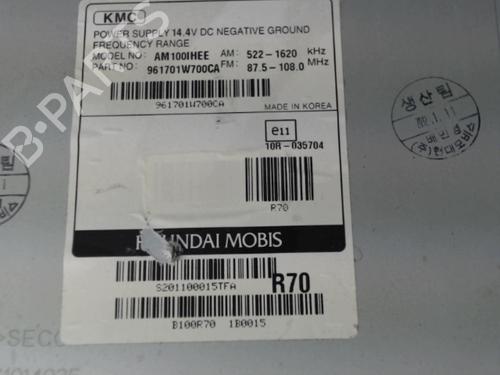 KMC
POWER SUPPLY 14.4V DC NEGATIVE GROUND
FREQUENCY RANGE
MODEL NO AM100IHEE AM: 522-1620 kHz
PART NO 961701W700CA FM: 87.5-108.0 MHz
961701W700CA
MADE IN KOREA
e11
10R-035704
R70
HYUNDAI MOBIS
S201100015TFA
R70
B100R70 1B0015
생산팀